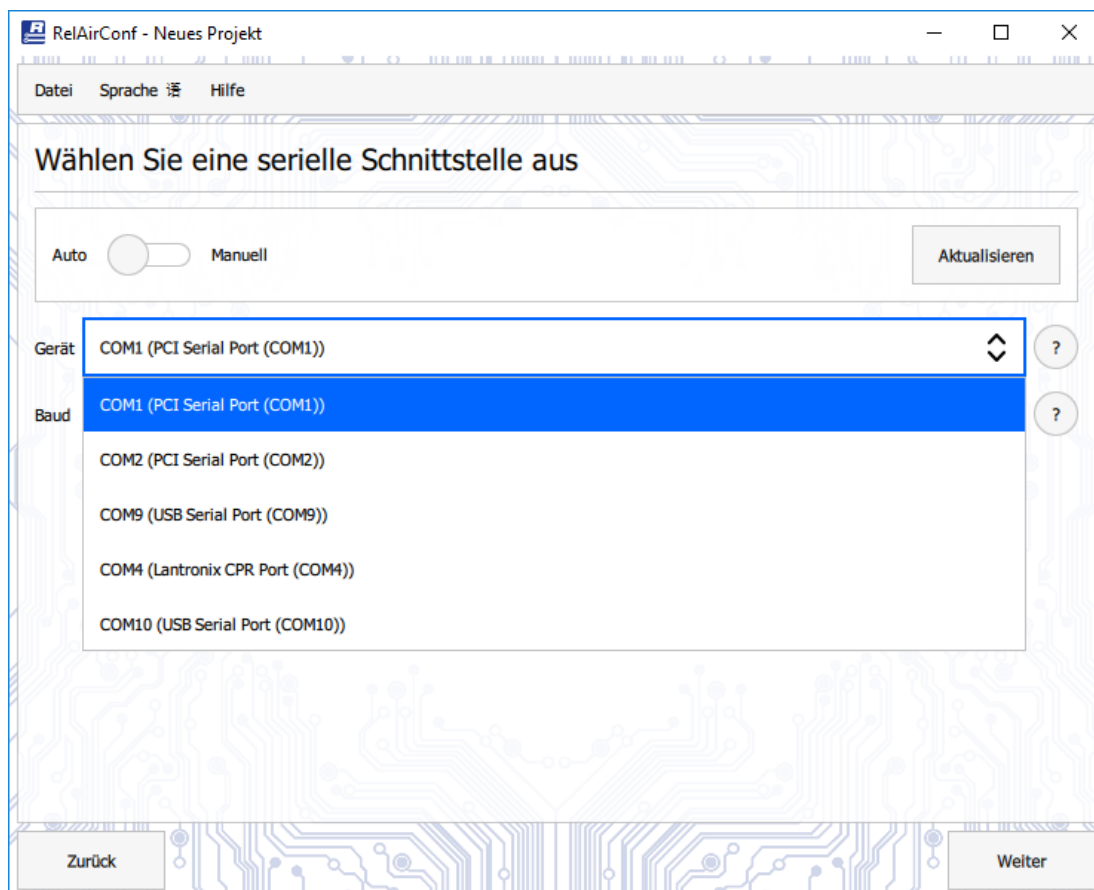 RelAirConf - Neues Projekt
Datei Sprache 语 Hilfe
Wählen Sie eine serielle Schnittstelle aus
Auto Manuell Aktualisieren
Gerät COM1 (PCI Serial Port (COM1)) ?
COM1 (PCI Serial Port (COM1))
Baud ?
COM2 (PCI Serial Port (COM2))
COM9 (USB Serial Port (COM9))
COM4 (Lantronix CPR Port (COM4))
COM10 (USB Serial Port (COM10))
Zurück Weiter